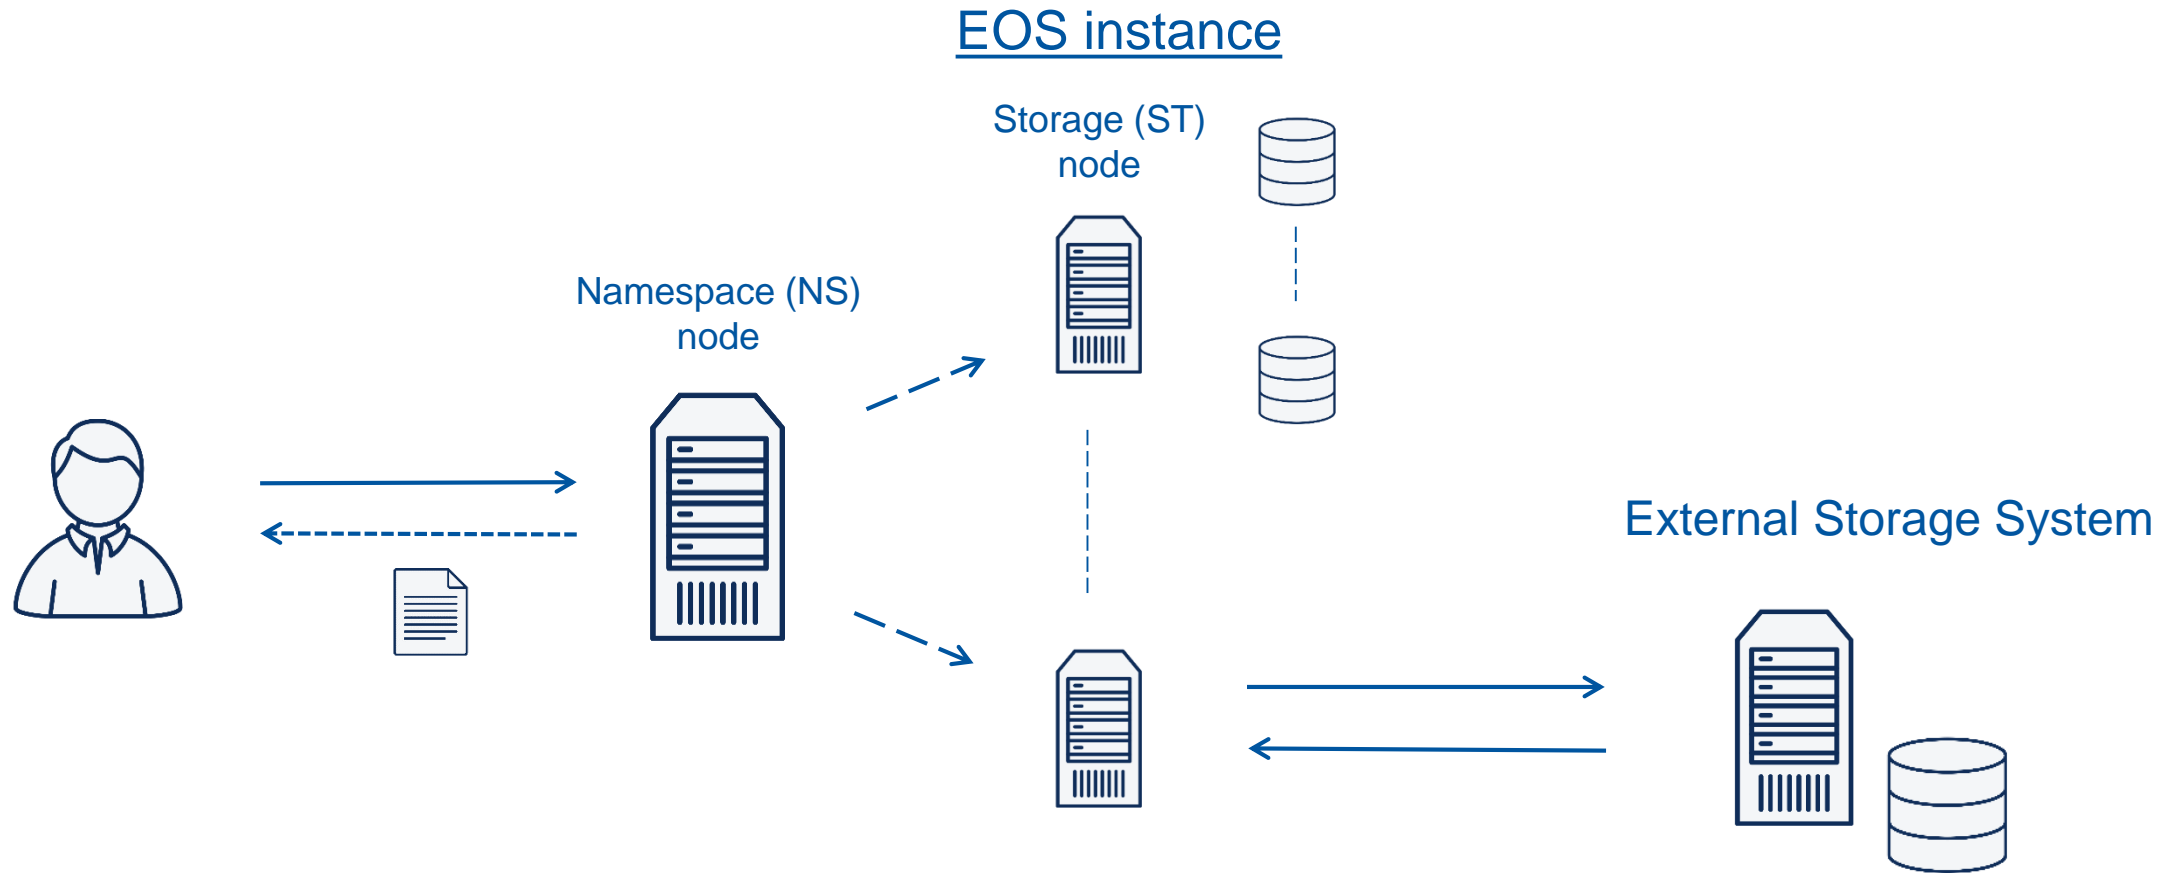 EOS instance
Storage (ST)
node
Namespace (NS)
node
External Storage System